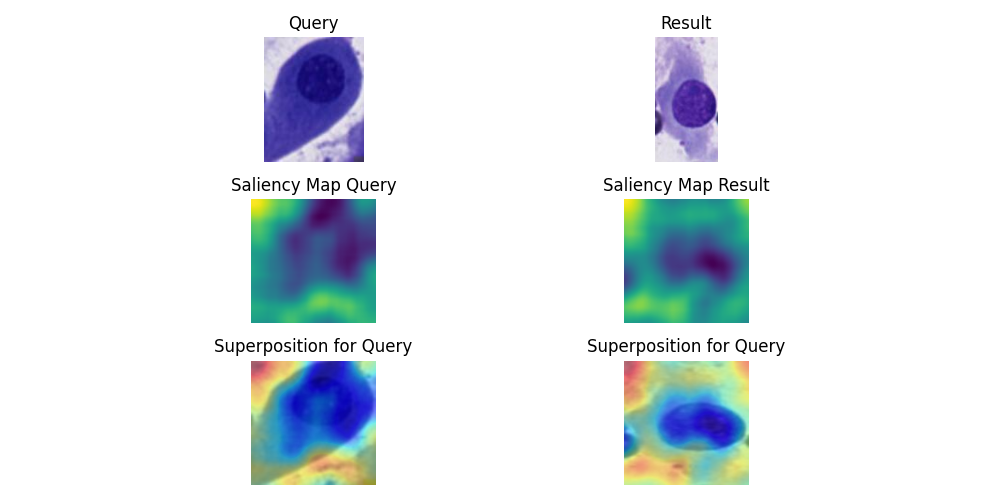 Query
Result
Saliency Map Query
Saliency Map Result
Superposition for Query
Superposition for Query